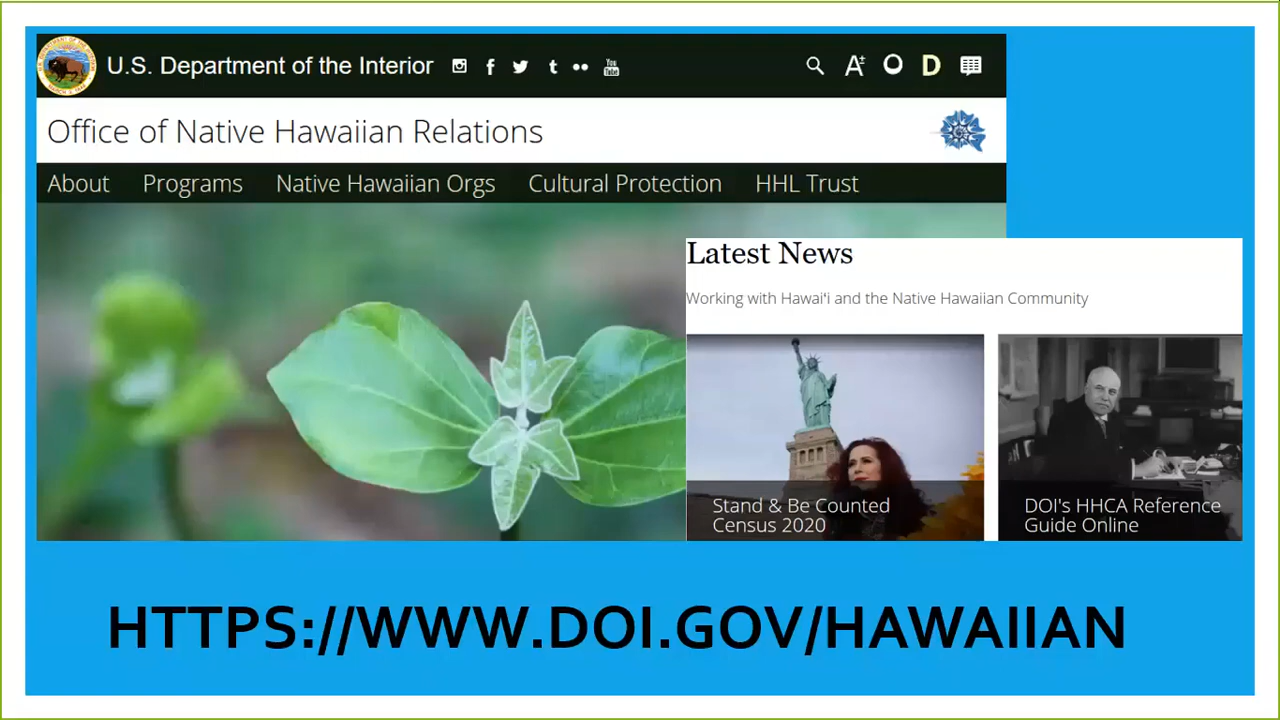 U.S. Department of the Interior
Office of Native Hawaiian Relations
About Programs Native Hawaiian Orgs Cultural Protection HHL Trust
Latest News
Working with Hawaiʻi and the Native Hawaiian Community
Stand & Be Counted
Census 2020
DOI's HHCA Reference
Guide Online
HTTPS://WWW.DOI.GOV/HAWAIIAN